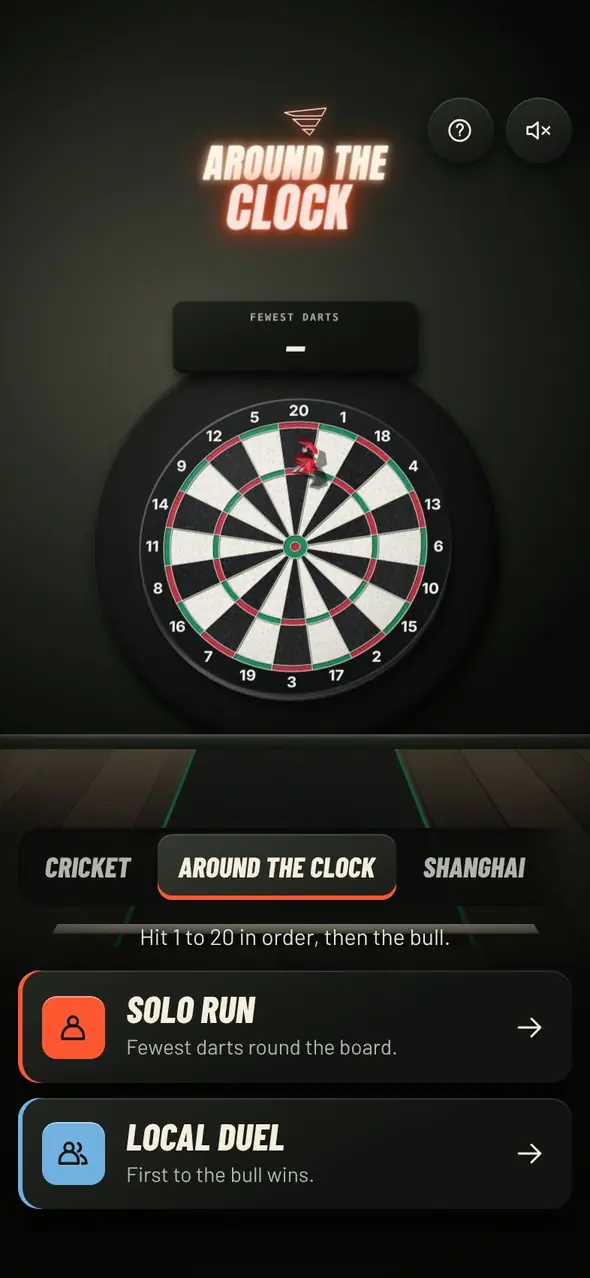 AROUND THE
CLOCK
FEWEST DARTS
–
20
1
18
4
13
6
10
15
2
17
3
19
7
16
8
11
14
9
12
5
CRICKET
AROUND THE CLOCK
SHANGHAI
Hit 1 to 20 in order, then the bull.
SOLO RUN
Fewest darts round the board.
LOCAL DUEL
First to the bull wins.